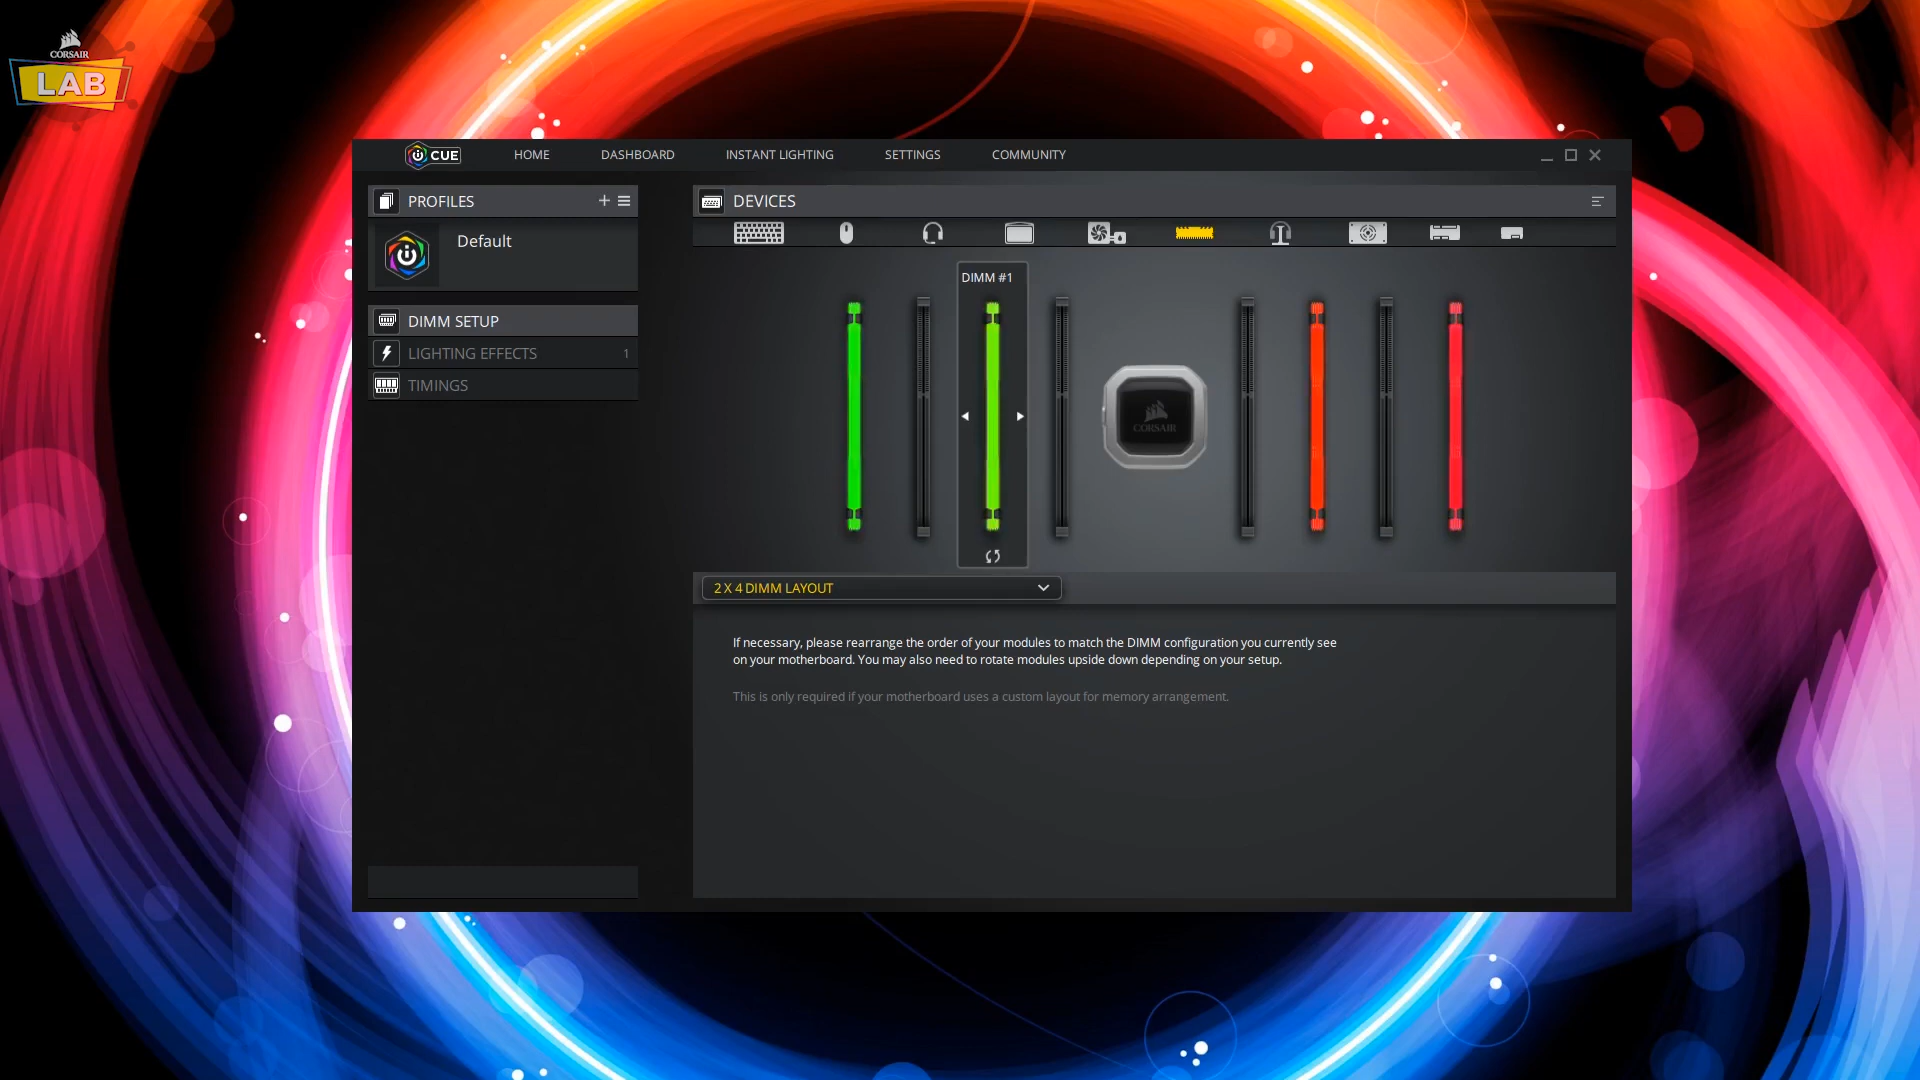 CORSAIR
LAB
CUE
HOME
DASHBOARD
INSTANT LIGHTING
SETTINGS
COMMUNITY
PROFILES
Default
DIMM SETUP
LIGHTING EFFECTS 1
TIMINGS
DEVICES
DIMM #1
CORSAIR
2 X 4 DIMM LAYOUT
If necessary, please rearrange the order of your modules to match the DIMM configuration you currently see
on your motherboard. You may also need to rotate modules upside down depending on your setup.
This is only required if your motherboard uses a custom layout for memory arrangement.